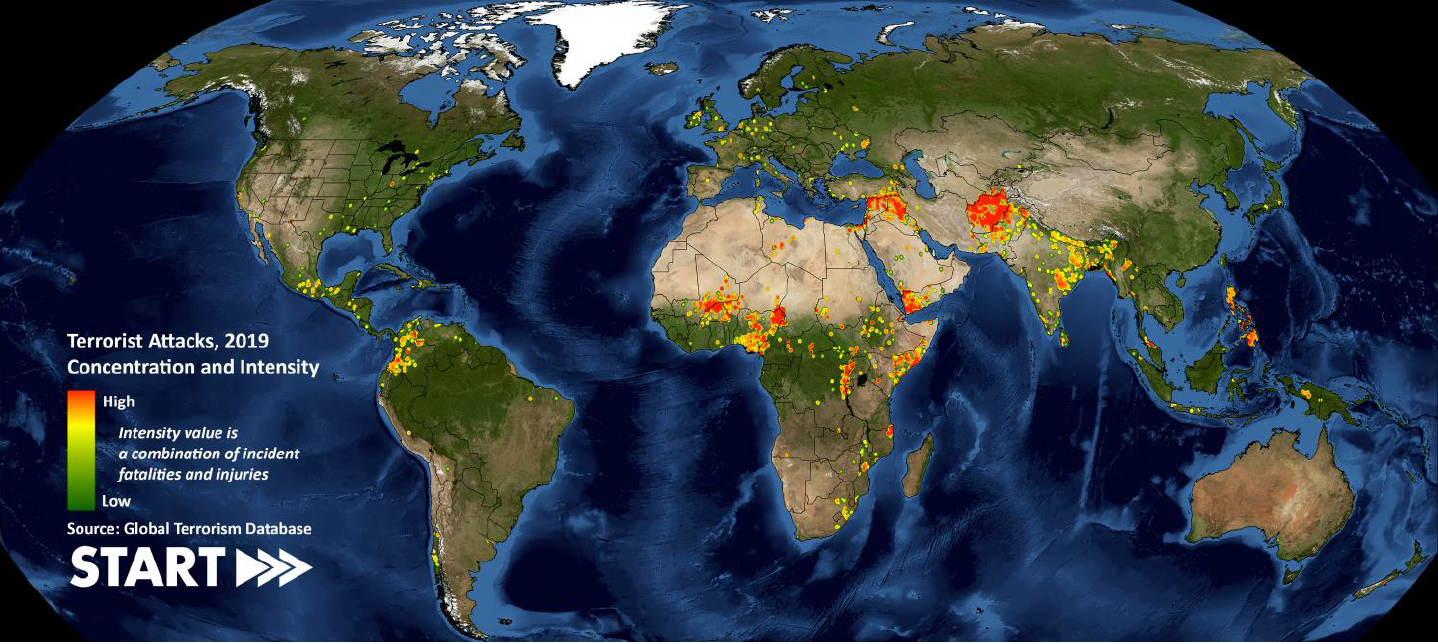 Terrorist Attacks, 2019
Concentration and Intensity
High
Intensity value is
a combination of incident
fatalities and injuries
Low
Source: Global Terrorism Database
START